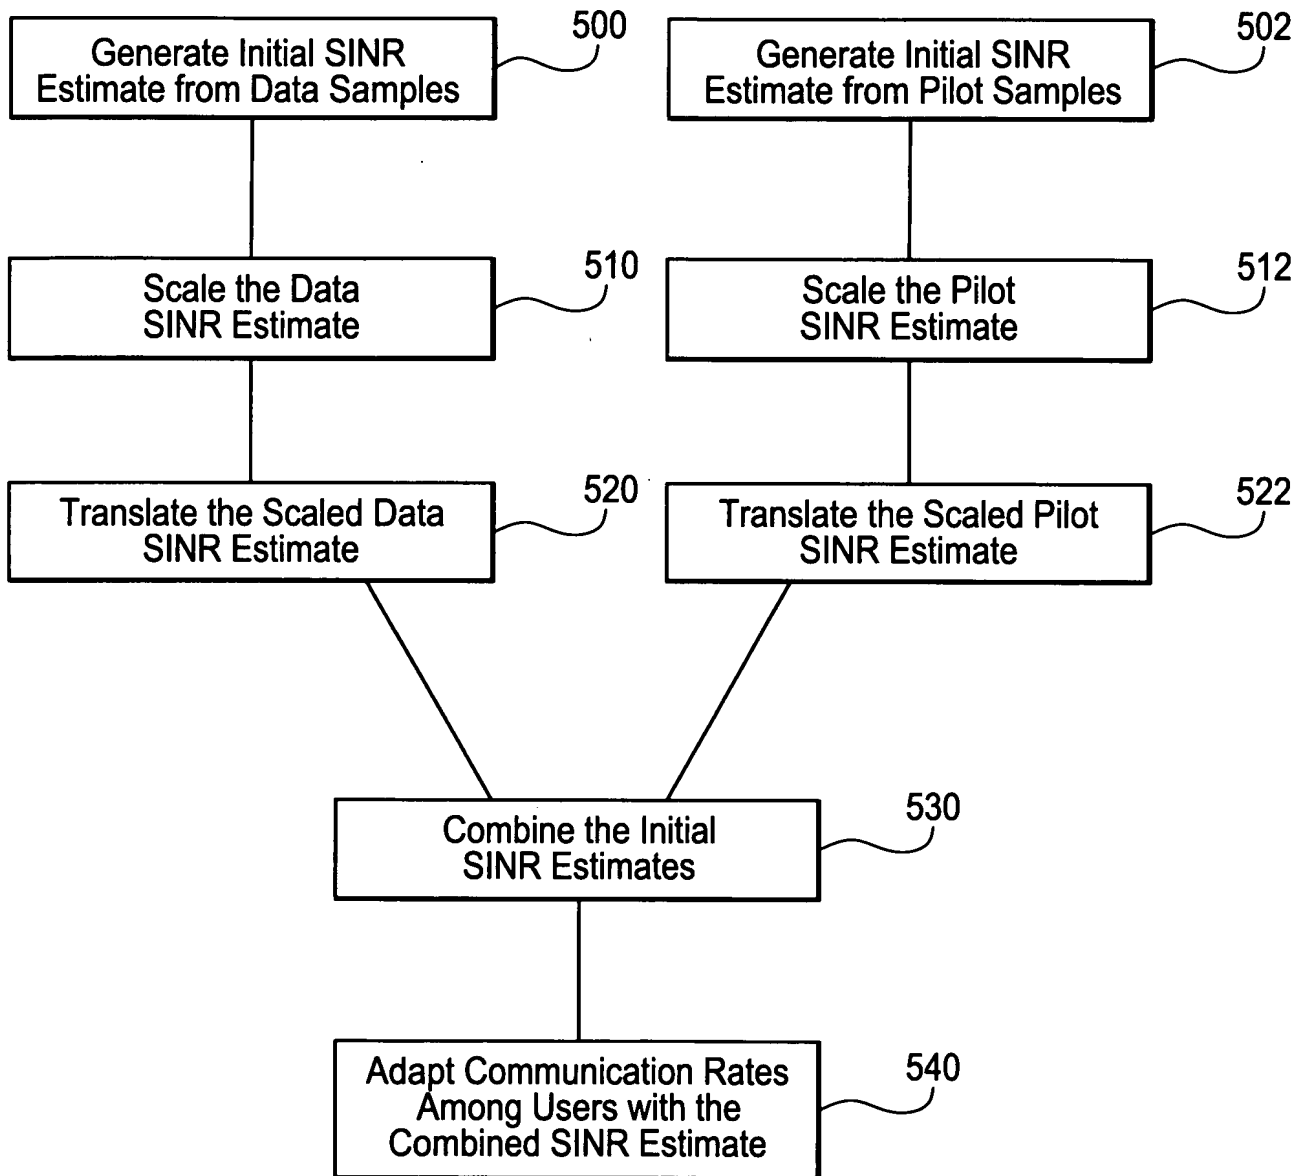 Generate Initial SINR
Estimate from Data Samples
500
Generate Initial SINR
Estimate from Pilot Samples
502
Scale the Data
SINR Estimate
510
Scale the Pilot
SINR Estimate
512
Translate the Scaled Data
SINR Estimate
520
Translate the Scaled Pilot
SINR Estimate
522
Combine the Initial
SINR Estimates
530
Adapt Communication Rates
Among Users with the
Combined SINR Estimate
540